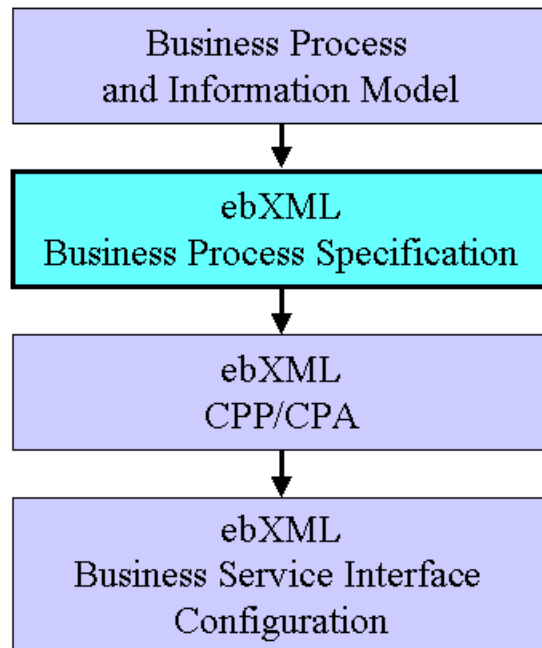 Business Process
and Information Model
ebXML
Business Process Specification
ebXML
CPP/CPA
ebXML
Business Service Interface
Configuration